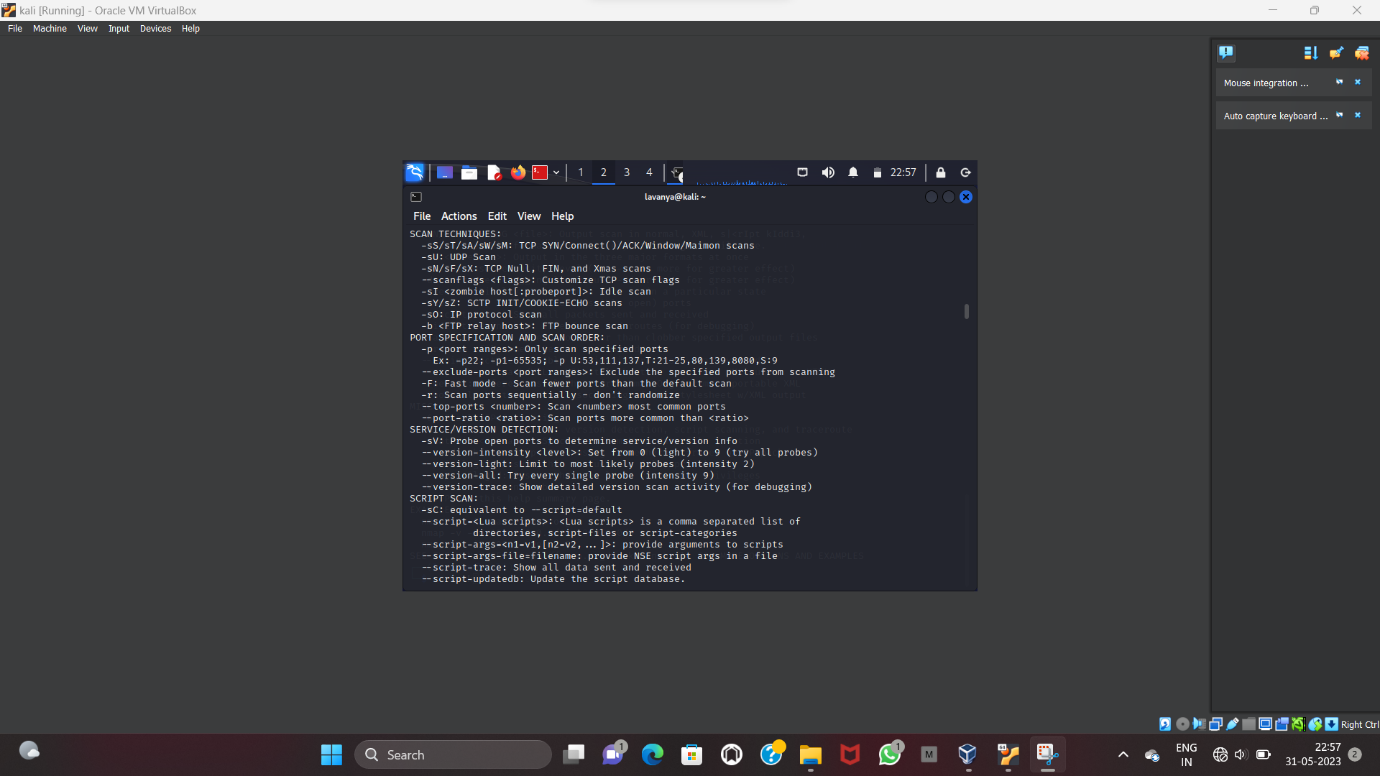 kali [Running] - Oracle VM VirtualBox
File Machine View Input Devices Help
Mouse integration ...
Auto capture keyboard ...
1 2 3 4 22:57
lavanya@kali: ~
File Actions Edit View Help
SCAN TECHNIQUES:
-sS/sT/sA/sW/sM: TCP SYN/Connect()/ACK/Window/Maimon scans
-sU: UDP Scan
-sN/sF/sX: TCP Null, FIN, and Xmas scans
--scanflags <flags>: Customize TCP scan flags
-sI <zombie host[:probeport]>: Idle scan
-sY/sZ: SCTP INIT/COOKIE-ECHO scans
-sO: IP protocol scan
-b <FTP relay host>: FTP bounce scan
PORT SPECIFICATION AND SCAN ORDER:
-p <port ranges>: Only scan specified ports
Ex: -p22; -p1-65535; -p U:53,111,137,T:21-25,80,139,8080,S:9
--exclude-ports <port ranges>: Exclude the specified ports from scanning
-F: Fast mode - Scan fewer ports than the default scan
-r: Scan ports sequentially - don't randomize
--top-ports <number>: Scan <number> most common ports
--port-ratio <ratio>: Scan ports more common than <ratio>
SERVICE/VERSION DETECTION:
-sV: Probe open ports to determine service/version info
--version-intensity <level>: Set from 0 (light) to 9 (try all probes)
--version-light: Limit to most likely probes (intensity 2)
--version-all: Try every single probe (intensity 9)
--version-trace: Show detailed version scan activity (for debugging)
SCRIPT SCAN:
-sC: equivalent to --script=default
--script=<Lua scripts>: <Lua scripts> is a comma separated list of
directories, script-files or script-categories
--script-args=<n1=v1,[n2=v2,...]>: provide arguments to scripts
--script-args-file=filename: provide NSE script args in a file
--script-trace: Show all data sent and received
--script-updatedb: Update the script database.
Right Ctrl
Search
1
1
M
ENG
IN
22:57
31-05-2023
2